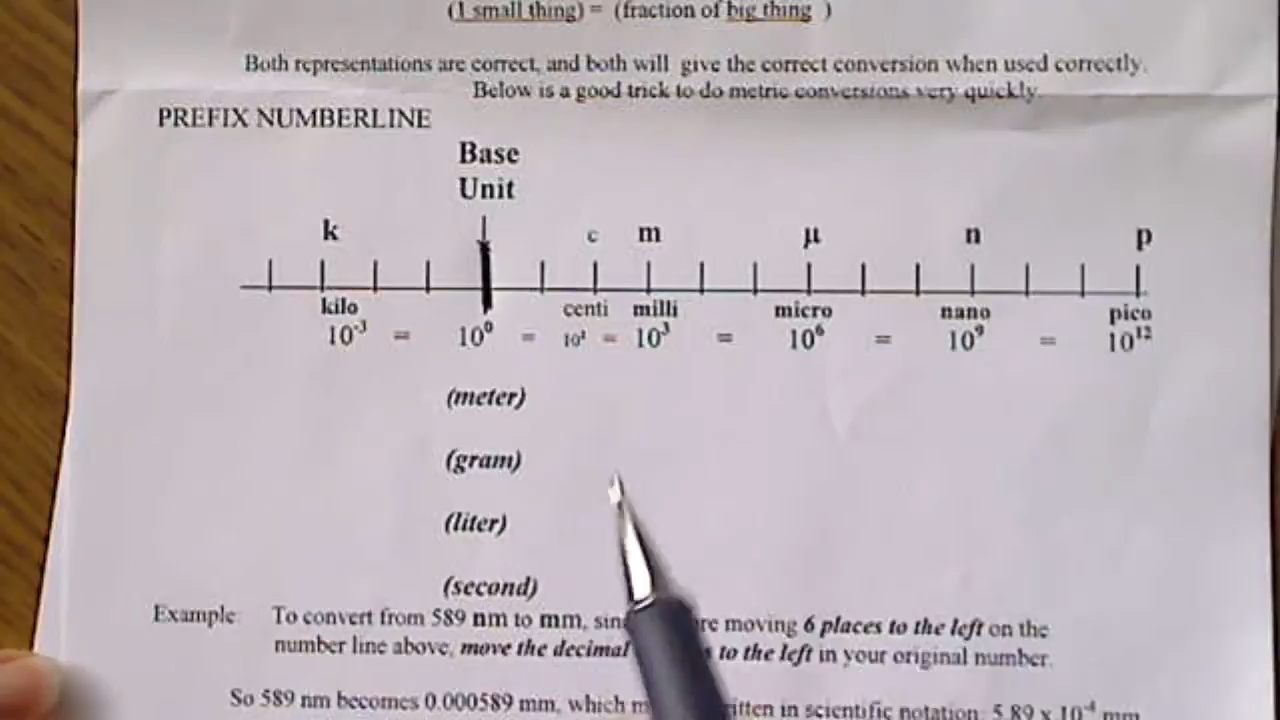 (1 small thing) = (fraction of big thing )
Both representations are correct, and both will give the correct conversion when used correctly.
Below is a good trick to do metric conversions very quickly.
PREFIX NUMBERLINE
Base
Unit
k c m μ n p
kilo centi milli micro nano pico
10⁻³ = 10⁰ = 10² = 10³ = 10⁶ = 10⁹ = 10¹²
(meter)
(gram)
(liter)
(second)
Example: To convert from 589 nm to mm, moving 6 places to the left on the
number line above, move the decimal to the left in your original number.
So 589 nm becomes 0.000589 mm, which in scientific notation: 5.89 x 10⁻⁴ mm